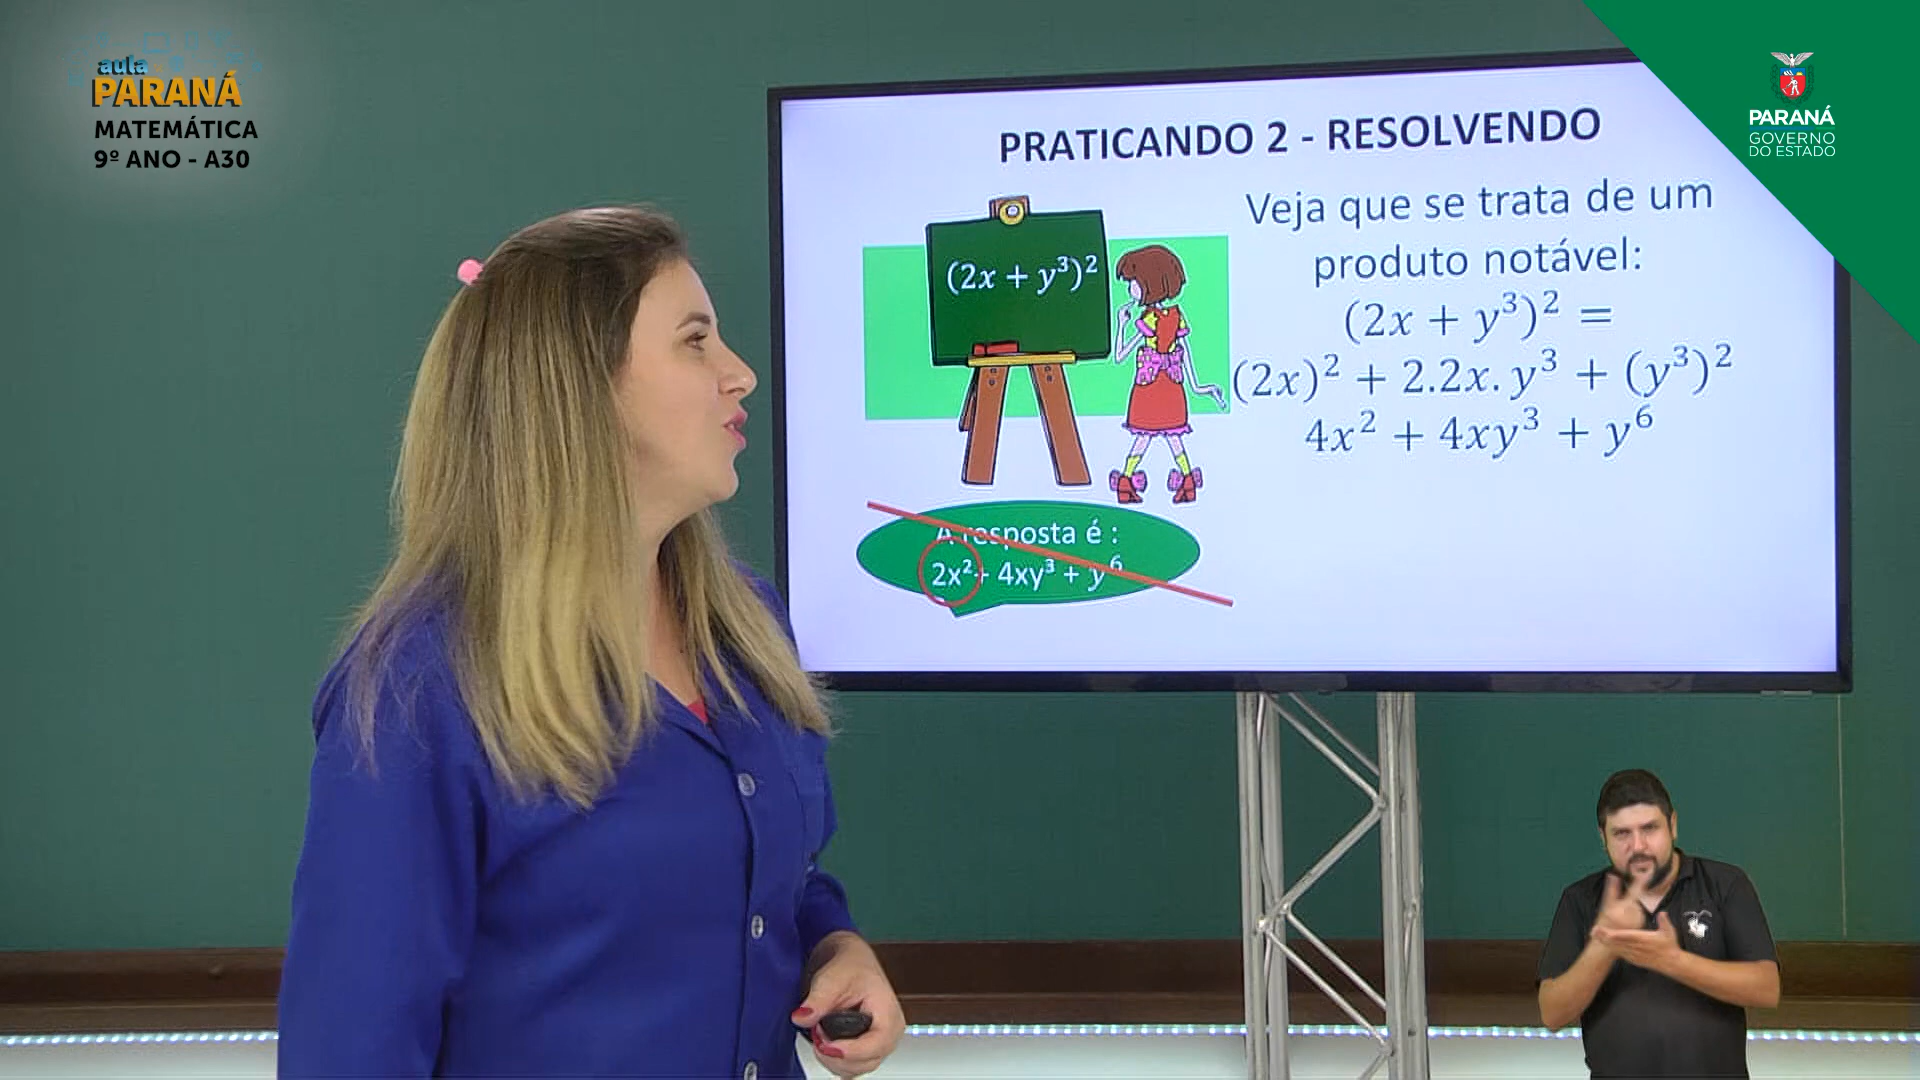 aula
PARANÁ
MATEMÁTICA
9º ANO - A30
PARANÁ
GOVERNO
DO ESTADO
PRATICANDO 2 - RESOLVENDO
(2x + y³)²
Veja que se trata de um
produto notável:
(2x + y³)² =
(2x)² + 2.2x. y³ + (y³)²
4x² + 4xy³ + y⁶
A resposta é :
2x²+ 4xy³ + y⁶